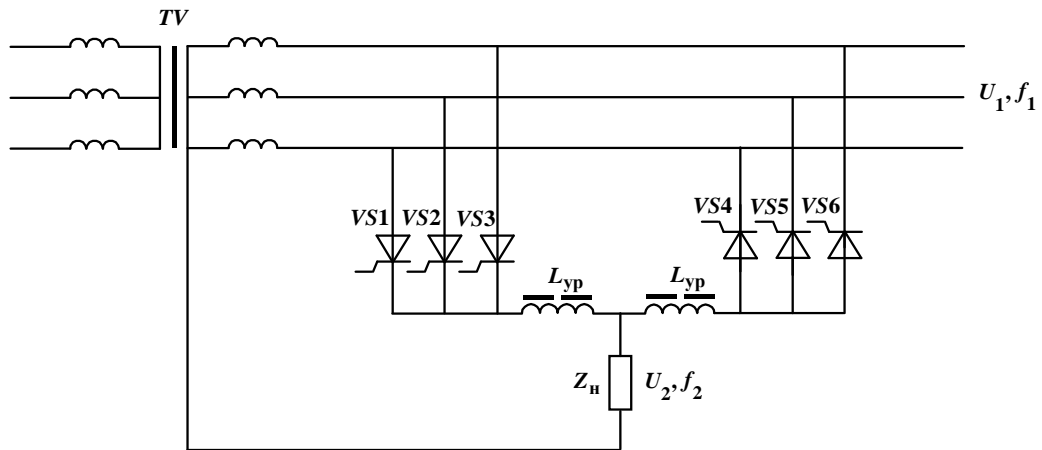 TV
U1, f1
VS1 VS2 VS3
VS4 VS5 VS6
Lур Lур
Zн U2, f2